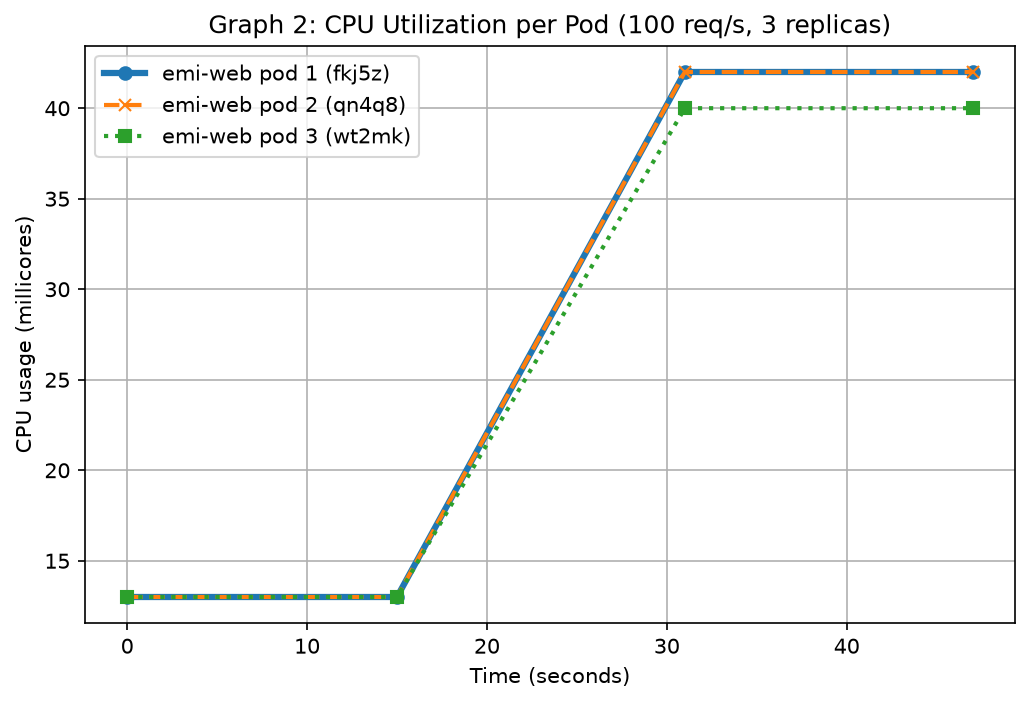 Graph 2: CPU Utilization per Pod (100 req/s, 3 replicas)
emi-web pod 1 (fkj5z)
emi-web pod 2 (qn4q8)
emi-web pod 3 (wt2mk)
CPU usage (millicores)
40
35
30
25
20
15
0 10 20 30 40
Time (seconds)